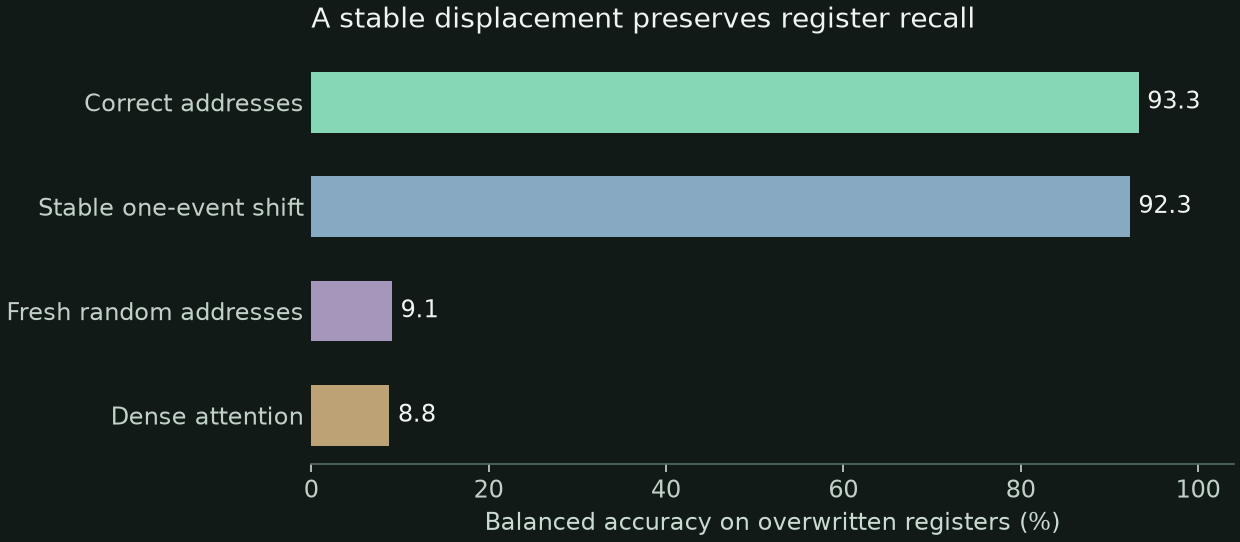 A stable displacement preserves register recall
Correct addresses
93.3
Stable one-event shift
92.3
Fresh random addresses
9.1
Dense attention
8.8
0 20 40 60 80 100
Balanced accuracy on overwritten registers (%)